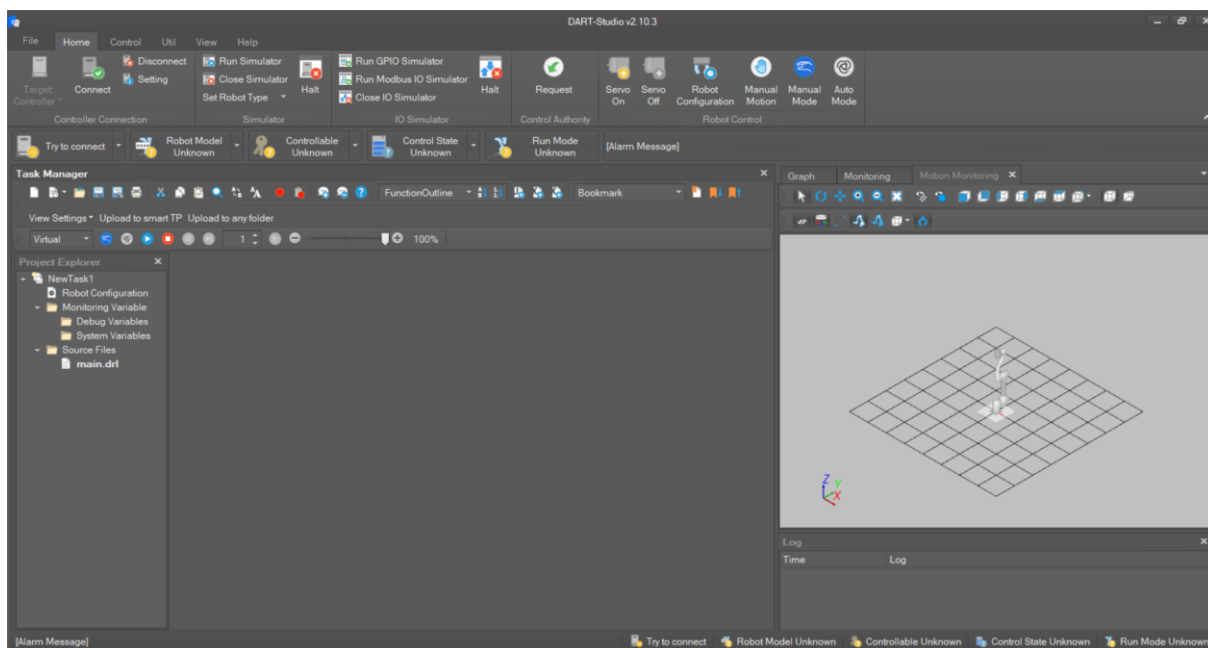 DART-Studio v2.10.3
File Home Control Util View Help
Target Controller
Connect
Disconnect
Setting
Controller Connection
Run Simulator
Close Simulator
Set Robot Type
Halt
Simulator
Run GPIO Simulator
Run Modbus IO Simulator
Close IO Simulator
Halt
IO Simulator
Request
Control Authority
Servo On
Servo Off
Robot Configuration
Manual Motion
Manual Mode
Auto Mode
Robot Control
Try to connect
Robot Model Unknown
Controllable Unknown
Control State Unknown
Run Mode Unknown
[Alarm Message]
Task Manager
FunctionOutline
Bookmark
View Settings Upload to smart TP Upload to any folder
Virtual 1 100%
Project Explorer
NewTask1
Robot Configuration
Monitoring Variable
Debug Variables
System Variables
Source Files
main.drl
Graph Monitoring Motion Monitoring
Z Y
X
Log
Time Log
[Alarm Message] Try to connect Robot Model Unknown Controllable Unknown Control State Unknown Run Mode Unknown